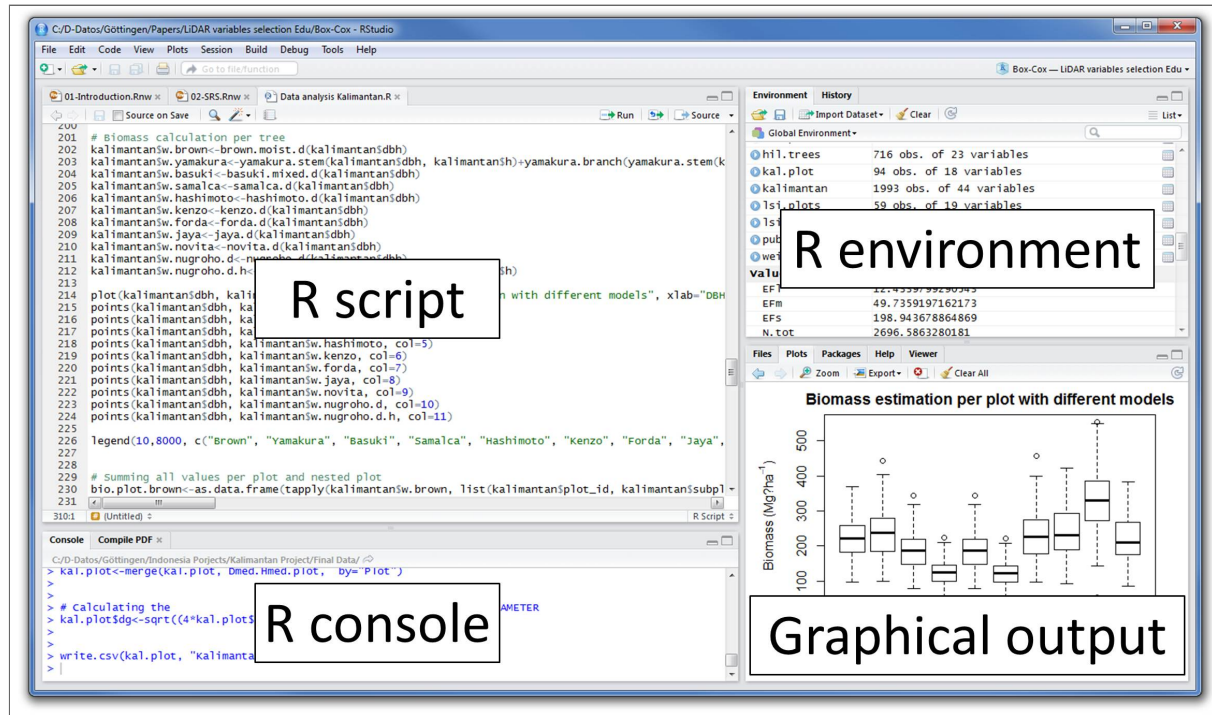 C:/D-Datos/Göttingen/Papers/LiDAR variables selection Edu/Box-Cox - RStudio
File Edit Code View Plots Session Build Debug Tools Help
Go to file/function
Box-Cox — LiDAR variables selection Edu
01-Introduction.Rnw
02-SRS.Rnw
Data analysis Kalimantan.R
Source on Save
Run
Source
200
201 # Biomass calculation per tree
202 kalimantan$w.brown<-brown.moist.d(kalimantan$dbh)
203 kalimantan$w.yamakura<-yamakura.stem(kalimantan$dbh, kalimantan$h)+yamakura.branch(yamakura.stem(k
204 kalimantan$w.basuki<-basuki.mixed.d(kalimantan$dbh)
205 kalimantan$w.samalca<-samalca.d(kalimantan$dbh)
206 kalimantan$w.hashimoto<-hashimoto.d(kalimantan$dbh)
207 kalimantan$w.kenzo<-kenzo.d(kalimantan$dbh)
208 kalimantan$w.forda<-forda.d(kalimantan$dbh)
209 kalimantan$w.jaya<-jaya.d(kalimantan$dbh)
210 kalimantan$w.novita<-novita.d(kalimantan$dbh)
211 kalimantan$w.nugroho.d<-nugroho.d(kalimantan$dbh)
212 kalimantan$w.nugroho.d.h< $h)
213
214 plot(kalimantan$dbh, kali n with different models", xlab="DBH
215 points(kalimantan$dbh, ka
216 points(kalimantan$dbh, ka
217 points(kalimantan$dbh, ka
218 points(kalimantan$dbh, kalimantan$w.hashimoto, col=5)
219 points(kalimantan$dbh, kalimantan$w.kenzo, col=6)
220 points(kalimantan$dbh, kalimantan$w.forda, col=7)
221 points(kalimantan$dbh, kalimantan$w.jaya, col=8)
222 points(kalimantan$dbh, kalimantan$w.novita, col=9)
223 points(kalimantan$dbh, kalimantan$w.nugroho.d, col=10)
224 points(kalimantan$dbh, kalimantan$w.nugroho.d.h, col=11)
225
226 legend(10,8000, c("Brown", "Yamakura", "Basuki", "Samalca", "Hashimoto", "Kenzo", "Forda", "Jaya",
227
228
229 # Summing all values per plot and nested plot
230 bio.plot.brown<-as.data.frame(tapply(kalimantan$w.brown, list(kalimantan$plot_id, kalimantan$subpl
231
310:1 (Untitled) R Script
R script
Console Compile PDF
C:/D-Datos/Göttingen/Indonesia Porjects/Kalimantan Project/Final Data/
> kal.plot<-merge(kal.plot, Dmed.Hmed.plot, by="Plot")
>
>
> # Calculating the AMETER
> kal.plot$dg<-sqrt((4*kal.plot$
>
>
> write.csv(kal.plot, "Kalimanta
>
R console
Environment History
Import Dataset Clear List
Global Environment
hil.trees 716 obs. of 23 variables
kal.plot 94 obs. of 18 variables
kalimantan 1993 obs. of 44 variables
lsi.plots 59 obs. of 19 variables
lsi
pub
wei
Valu
EFl 12.4339799290543
EFm 49.7359197162173
EFs 198.943678864869
N.tot 2696.5863280181
R environment
Files Plots Packages Help Viewer
Zoom Export Clear All
Biomass estimation per plot with different models
Biomass (Mg?ha⁻¹)
500
400
300
200
100
Graphical output